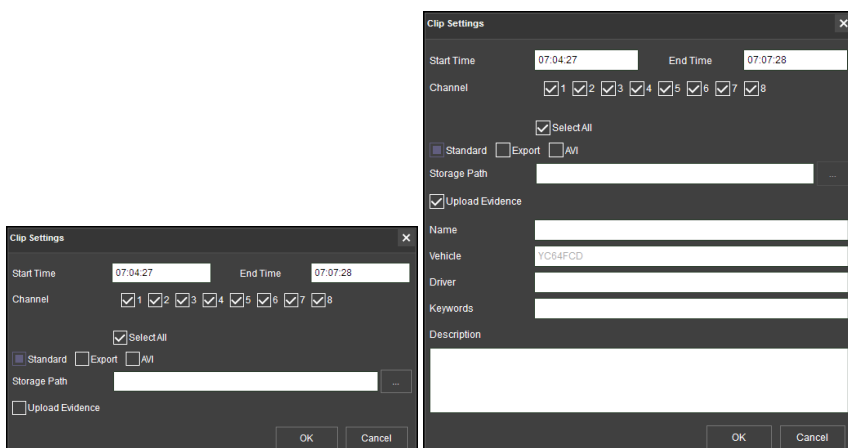 Clip Settings
Start Time 07:04:27 End Time 07:07:28
Channel 1 2 3 4 5 6 7 8
Select All
Standard Export AVI
Storage Path ...
Upload Evidence
OK Cancel
Clip Settings
Start Time 07:04:27 End Time 07:07:28
Channel 1 2 3 4 5 6 7 8
Select All
Standard Export AVI
Storage Path ...
Upload Evidence
Name
Vehicle YC64FCD
Driver
Keywords
Description
OK Cancel